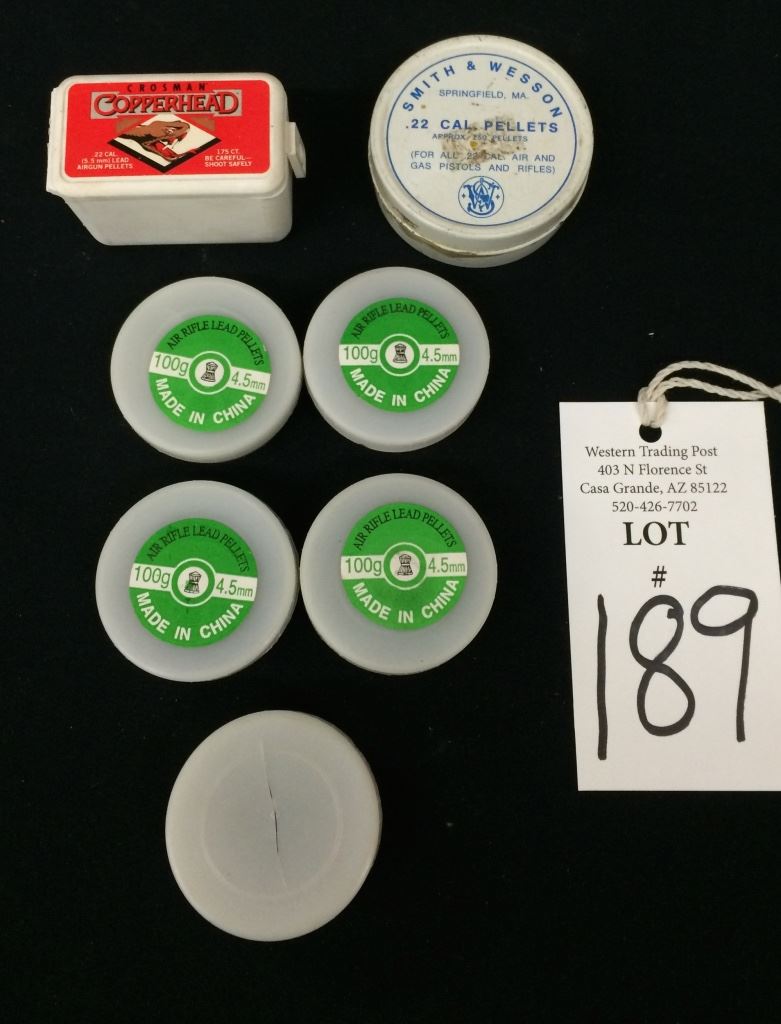 CROSMAN
COPPERHEAD
.22 CAL.
(5.5 mm) LEAD
AIRGUN PELLETS
175 CT.
BE CAREFUL—
SHOOT SAFELY
SMITH & WESSON
SPRINGFIELD, MA.
.22 CAL. PELLETS
APPROX. 250 PELLETS
(FOR ALL .22 CAL. AIR AND
GAS PISTOLS AND RIFLES)
AIR RIFLE LEAD PELLETS
100g 4.5mm
MADE IN CHINA
AIR RIFLE LEAD PELLETS
100g 4.5mm
MADE IN CHINA
AIR RIFLE LEAD PELLETS
100g 4.5mm
MADE IN CHINA
AIR RIFLE LEAD PELLETS
100g 4.5mm
MADE IN CHINA
Western Trading Post
403 N Florence St
Casa Grande, AZ 85122
520-426-7702
LOT
#
189